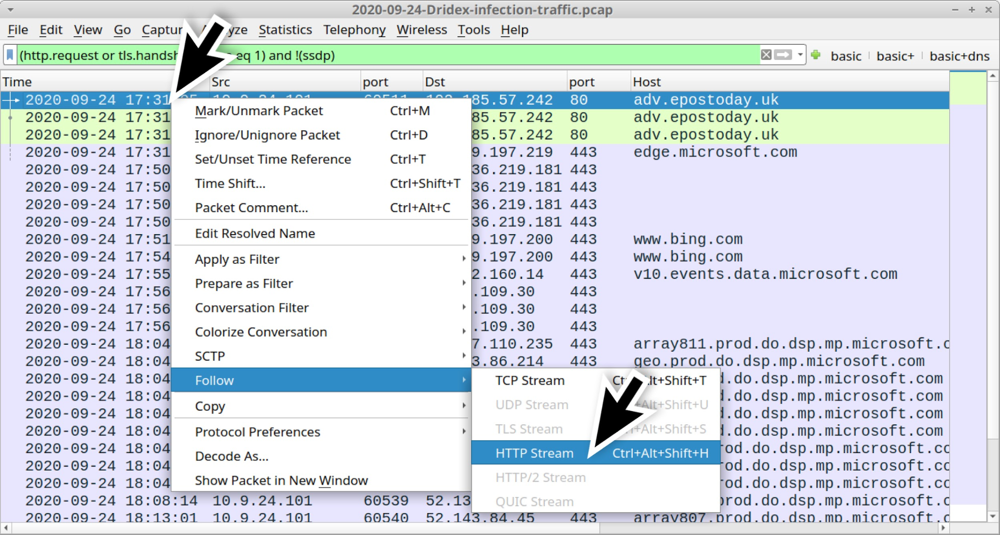 2020-09-24-Dridex-infection-traffic.pcap
File Edit View Go Statistics Telephony Wireless Tools Help
(http.request or eq 1) and !(ssdp) basic basic+ basic+dns
Time Src port Dst port Host
2020-09-24 17:31 85.57.242 80 adv.epostoday.uk
Mark/Unmark Packet Ctrl+M
2020-09-24 17:31 85.57.242 80 adv.epostoday.uk
Ignore/Unignore Packet Ctrl+D
2020-09-24 17:31 85.57.242 80 adv.epostoday.uk
2020-09-24 17:31 9.197.219 443 edge.microsoft.com
Set/Unset Time Reference Ctrl+T
2020-09-24 17:50 36.219.181 443
Time Shift... Ctrl+Shift+T
2020-09-24 17:50 36.219.181 443
2020-09-24 17:50 36.219.181 443
Packet Comment... Ctrl+Alt+C
2020-09-24 17:50 36.219.181 443
Edit Resolved Name
2020-09-24 17:51 9.197.200 443 www.bing.com
2020-09-24 17:54 9.197.200 443 www.bing.com
Apply as Filter
2020-09-24 17:55 2.160.14 443 v10.events.data.microsoft.com
Prepare as Filter
2020-09-24 17:56 .109.30 443
2020-09-24 17:56 .109.30 443
Conversation Filter
2020-09-24 17:56 .109.30 443
Colorize Conversation
2020-09-24 18:04 7.110.235 443 array811.prod.do.dsp.mp.microsoft.c
SCTP
2020-09-24 18:04 3.86.214 443 geo.prod.do.dsp.mp.microsoft.com
2020-09-24 18:04 d.do.dsp.mp.microsoft.com
Follow
TCP Stream Alt+Shift+T
2020-09-24 18:04 d.do.dsp.mp.microsoft.com
Copy
UDP Stream +Alt+Shift+U
2020-09-24 18:04 d.do.dsp.mp.microsoft.com
2020-09-24 18:04 d.do.dsp.mp.microsoft.com
Protocol Preferences
TLS Stream +Alt+Shift+S
2020-09-24 18:04 rod.do.dsp.mp.microsoft.co
Decode As...
HTTP Stream Ctrl+Alt+Shift+H
2020-09-24 18:04 rod.do.dsp.mp.microsoft.co
2020-09-24 18:04 rod.do.dsp.mp.microsoft.co
Show Packet in New Window
HTTP/2 Stream
2020-09-24 18:08:14 10.9.24.101 60539 52.13 prod.do.dsp.mp.microsoft.c
QUIC Stream
2020-09-24 18:13:01 10.9.24.101 60540 52.143.84.45 443 array807.prod.do.dsp.mp.microsoft.c